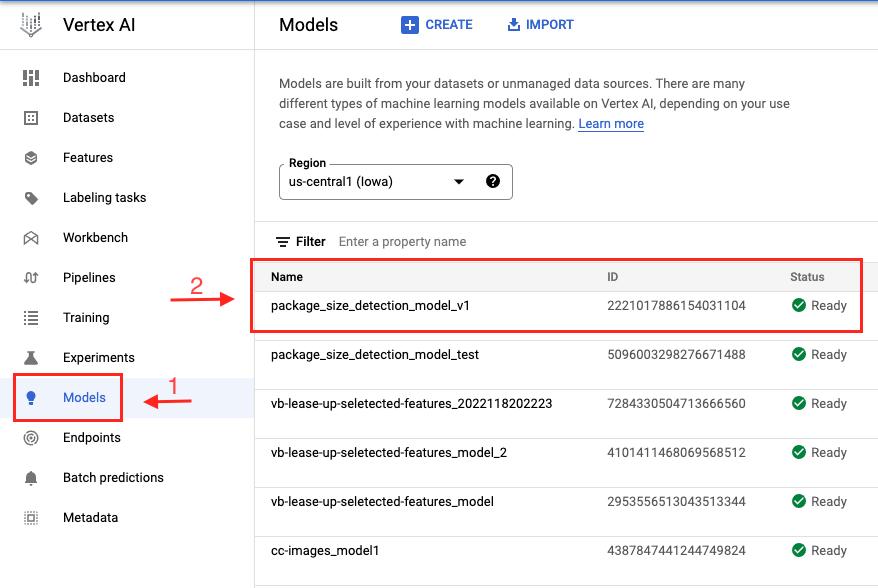 Vertex AI
Models
CREATE
IMPORT
Dashboard
Datasets
Features
Labeling tasks
Workbench
Pipelines
Training
Experiments
Models
Endpoints
Batch predictions
Metadata
1
2
Models are built from your datasets or unmanaged data sources. There are many
different types of machine learning models available on Vertex AI, depending on your use
case and level of experience with machine learning. Learn more
Region
us-central1 (Iowa)
?
Filter Enter a property name
Name ID Status
package_size_detection_model_v1 2221017886154031104 Ready
package_size_detection_model_test 5096003298276671488 Ready
vb-lease-up-seletected-features_2022118202223 7284330504713666560 Ready
vb-lease-up-seletected-features_model_2 4101411468069568512 Ready
vb-lease-up-seletected-features_model 2953556513043513344 Ready
cc-images_model1 4387847441244749824 Ready